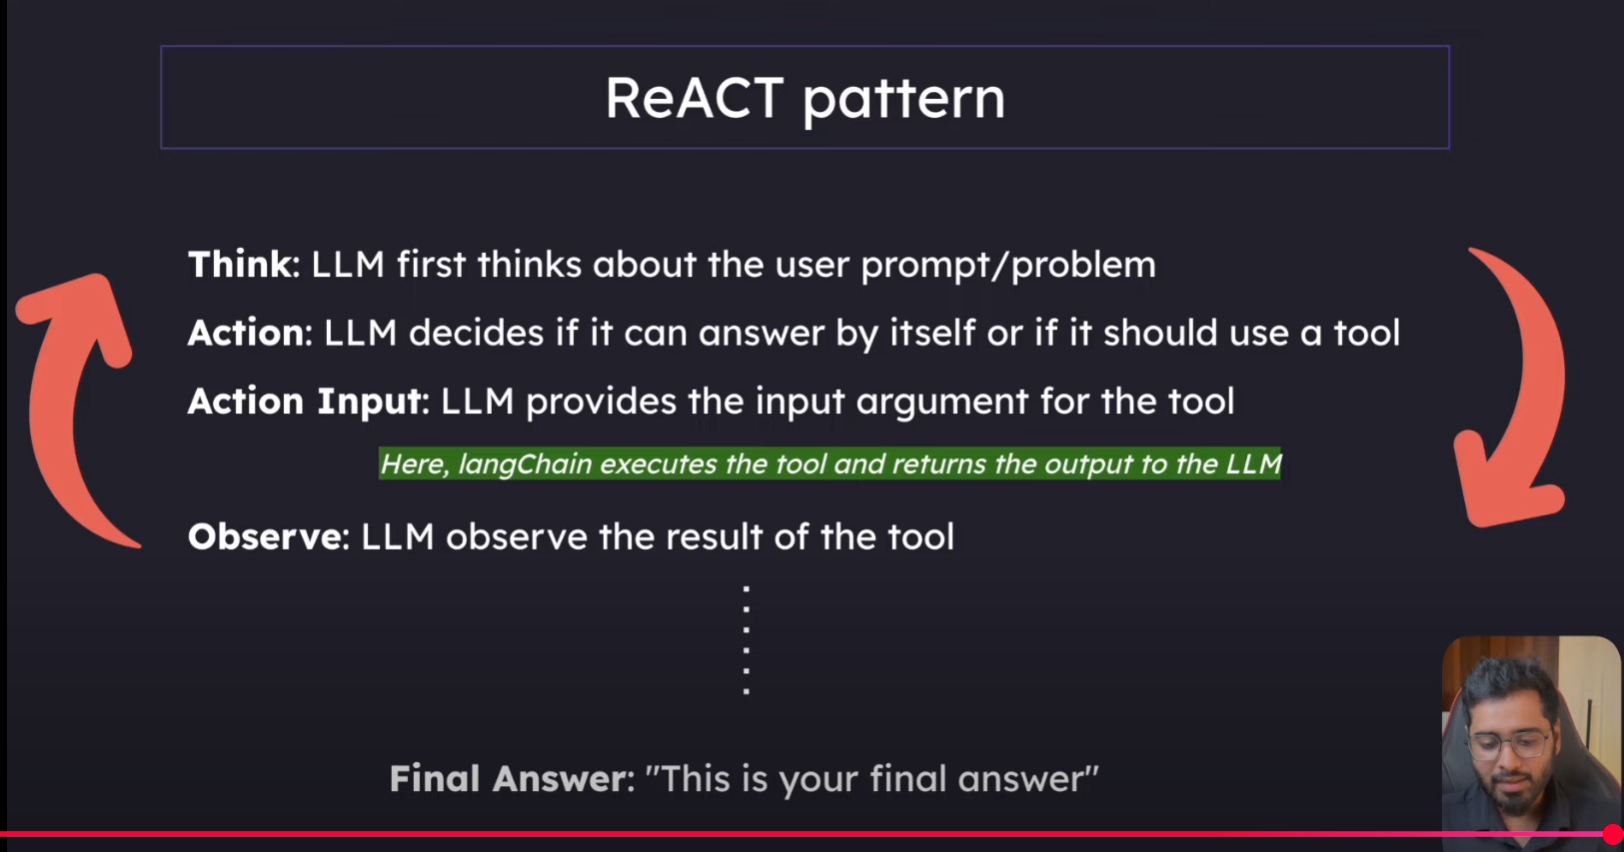 ReACT pattern
Think: LLM first thinks about the user prompt/problem
Action: LLM decides if it can answer by itself or if it should use a tool
Action Input: LLM provides the input argument for the tool
Here, langChain executes the tool and returns the output to the LLM
Observe: LLM observe the result of the tool
Final Answer: "This is your final answer"